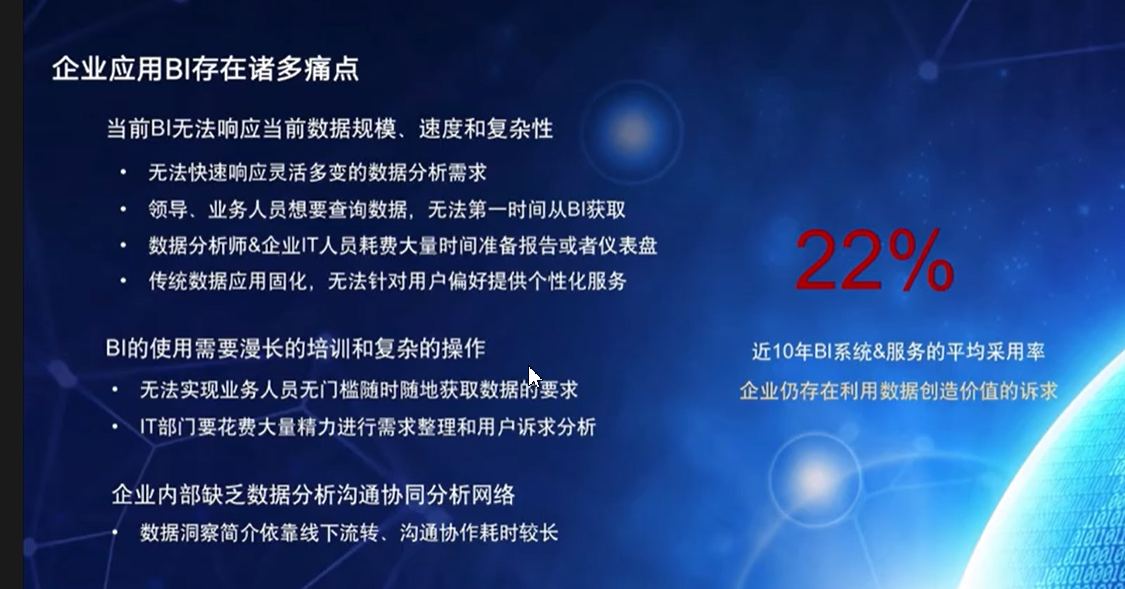 企业应用BI存在诸多痛点
当前BI无法响应当前数据规模、速度和复杂性
• 无法快速响应灵活多变的数据分析需求
• 领导、业务人员想要查询数据，无法第一时间从BI获取
• 数据分析师&企业IT人员耗费大量时间准备报告或者仪表盘
• 传统数据应用固化，无法针对用户偏好提供个性化服务
BI的使用需要漫长的培训和复杂的操作
• 无法实现业务人员无门槛随时随地获取数据的要求
• IT部门要花费大量精力进行需求整理和用户诉求分析
企业内部缺乏数据分析沟通协同分析网络
• 数据洞察简介依靠线下流转、沟通协作耗时较长
22%
近10年BI系统&服务的平均采用率
企业仍存在利用数据创造价值的诉求